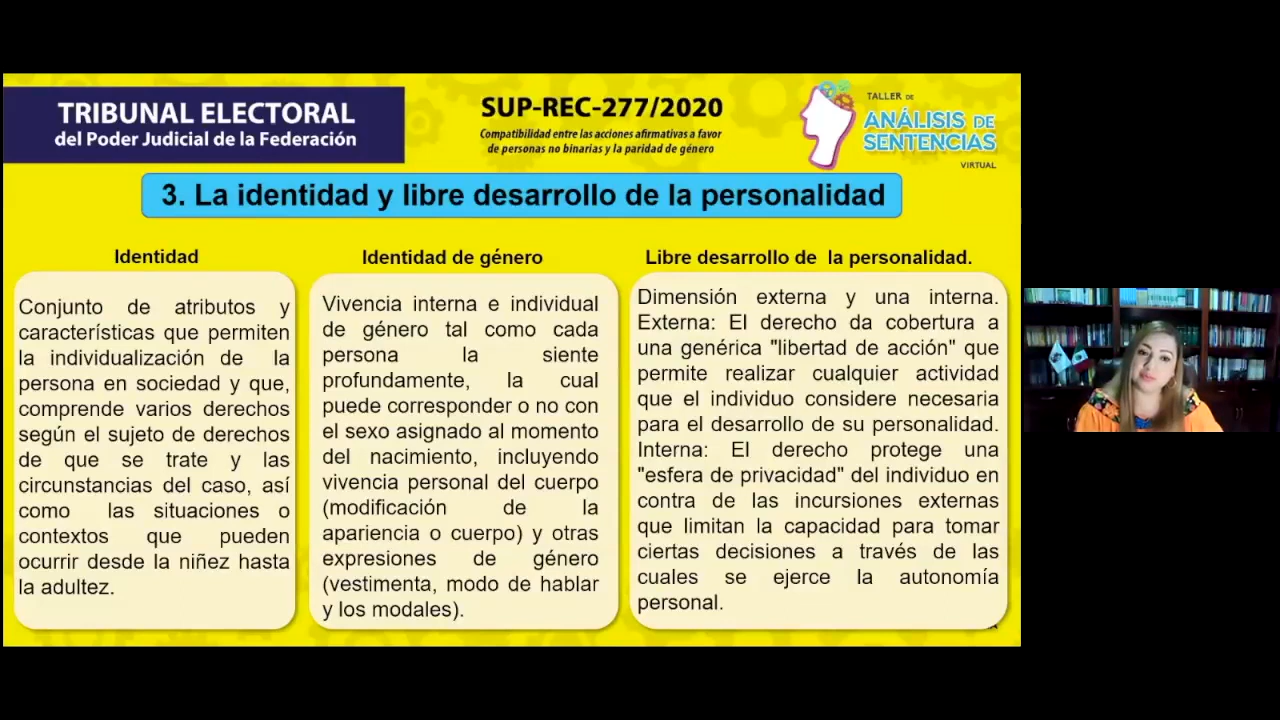 TRIBUNAL ELECTORAL
del Poder Judicial de la Federación
SUP-REC-277/2020
Compatibilidad entre las acciones afirmativas a favor
de personas no binarias y la paridad de género
TALLER DE
ANÁLISIS DE
SENTENCIAS
VIRTUAL
3. La identidad y libre desarrollo de la personalidad
Identidad
Conjunto de atributos y
características que permiten
la individualización de la
persona en sociedad y que,
comprende varios derechos
según el sujeto de derechos
de que se trate y las
circunstancias del caso, así
como las situaciones o
contextos que pueden
ocurrir desde la niñez hasta
la adultez.
Identidad de género
Vivencia interna e individual
de género tal como cada
persona la siente
profundamente, la cual
puede corresponder o no con
el sexo asignado al momento
del nacimiento, incluyendo
vivencia personal del cuerpo
(modificación de la
apariencia o cuerpo) y otras
expresiones de género
(vestimenta, modo de hablar
y los modales).
Libre desarrollo de la personalidad.
Dimensión externa y una interna.
Externa: El derecho da cobertura a
una genérica "libertad de acción" que
permite realizar cualquier actividad
que el individuo considere necesaria
para el desarrollo de su personalidad.
Interna: El derecho protege una
"esfera de privacidad" del individuo en
contra de las incursiones externas
que limitan la capacidad para tomar
ciertas decisiones a través de las
cuales se ejerce la autonomía
personal.